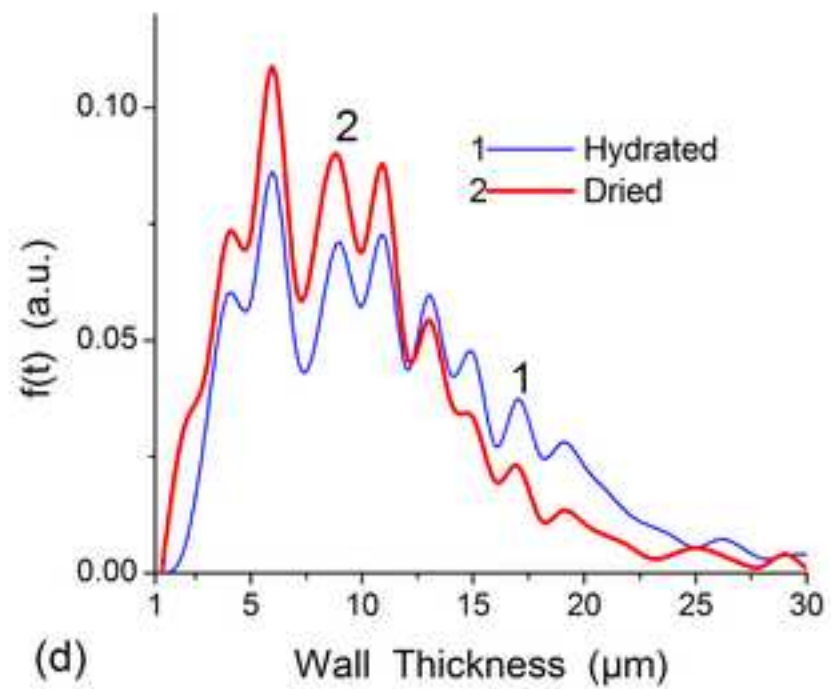 0.10
0.05
0.00
f(t) (a.u.)
2
1
1 Hydrated
2 Dried
1 5 10 15 20 25 30
(d) Wall Thickness (µm)